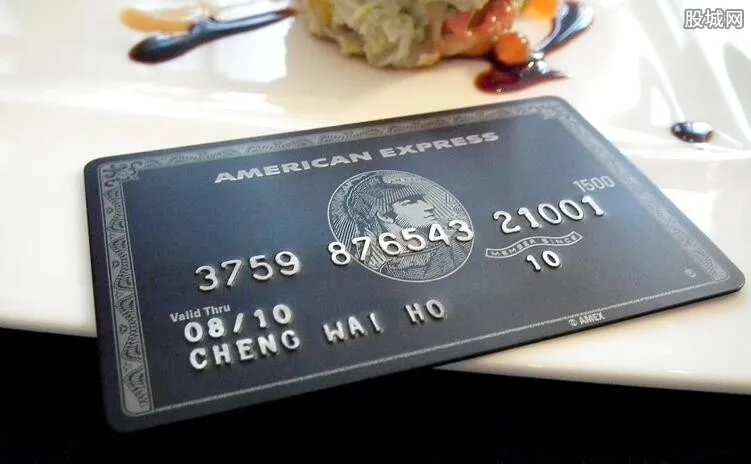 股城网
AMERICAN EXPRESS
1500
3759 876543 21001
MEMBER SINCE
Valid Thru
10
08/10
CHENG WAI HO
© AMEX